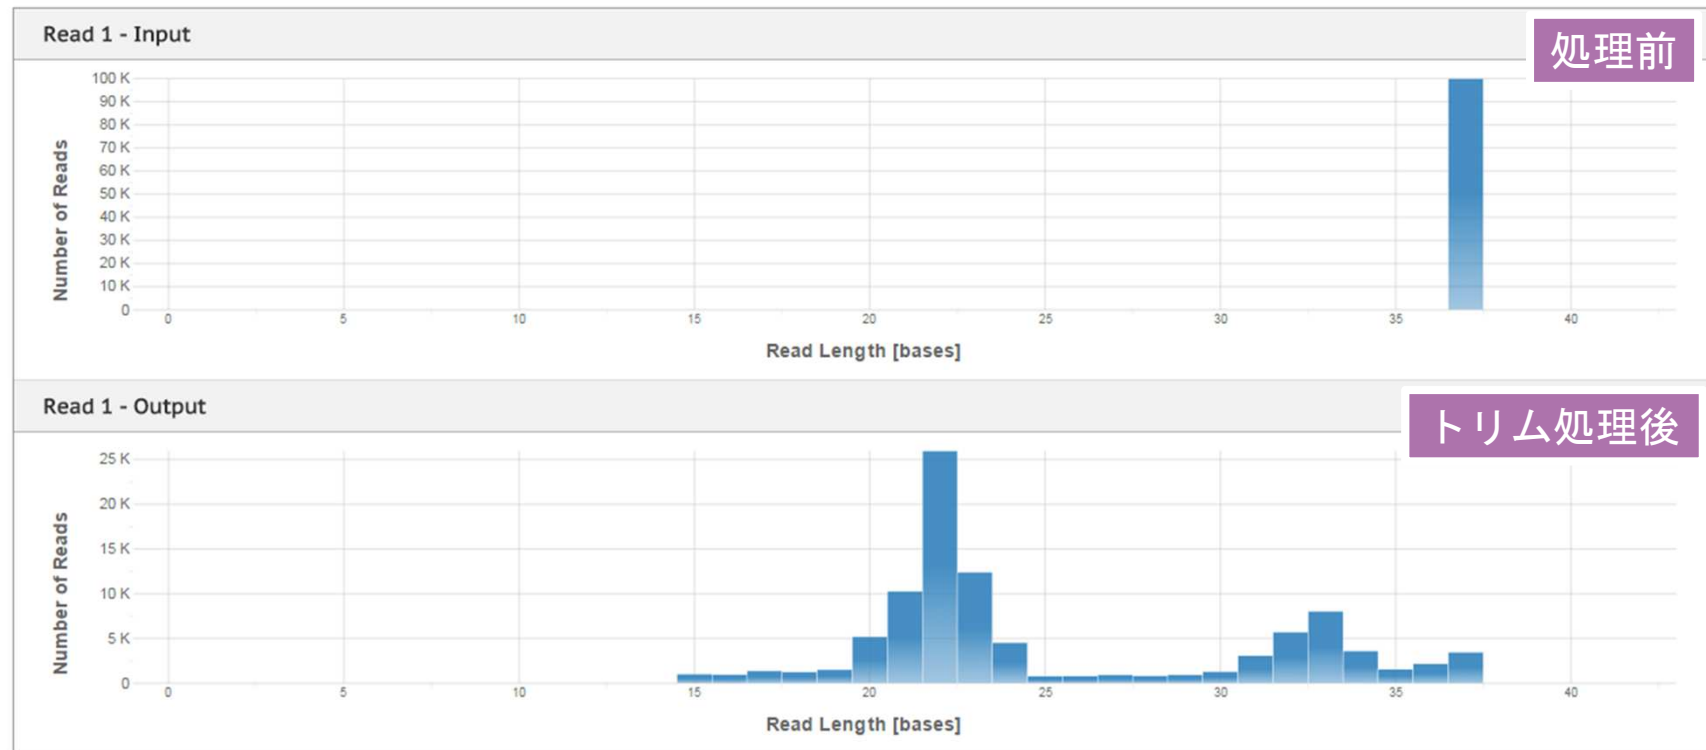 Read 1 - Input
処理前
100 K
90 K
80 K
70 K
60 K
50 K
40 K
30 K
20 K
10 K
0
Number of Reads
0 5 10 15 20 25 30 35 40
Read Length [bases]
Read 1 - Output
トリム処理後
25 K
20 K
15 K
10 K
5 K
0
Number of Reads
0 5 10 15 20 25 30 35 40
Read Length [bases]